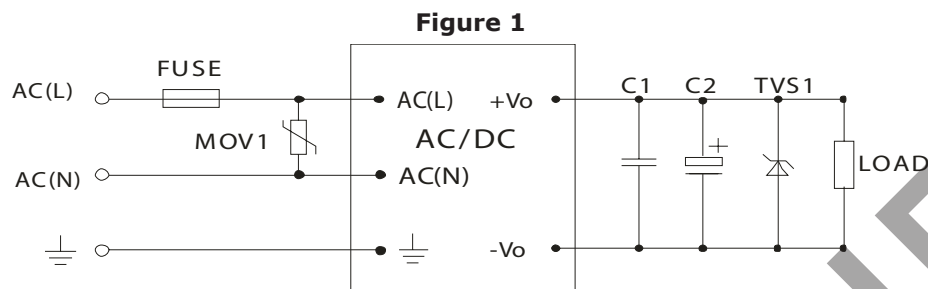 Figure 1
FUSE
AC(L)
MOV1
AC(N)
AC(L)
AC/DC
AC(N)
+Vo
-Vo
C1
C2
+
TVS1
LOAD